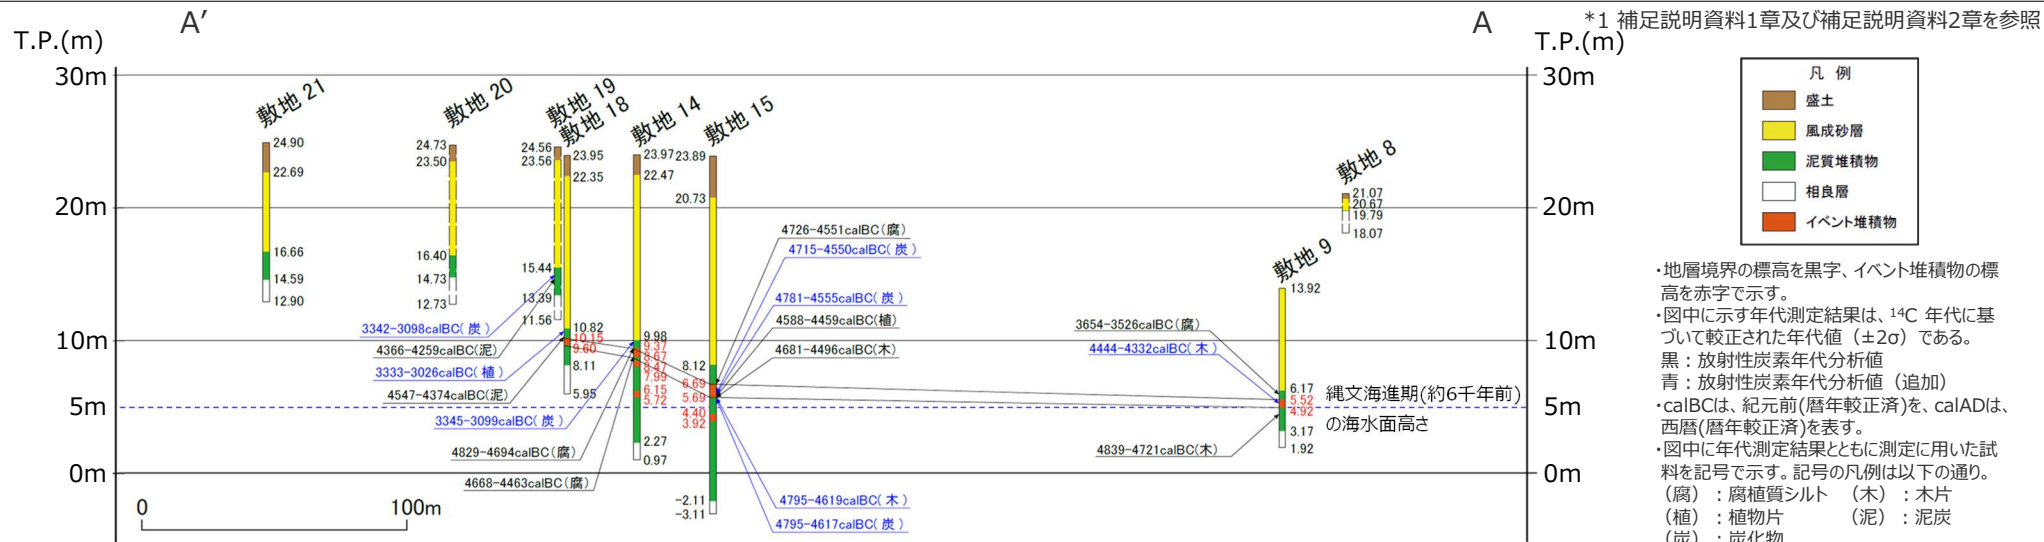 *1 補足説明資料1章及び補足説明資料2章を参照
A′
A
T.P.(m)
T.P.(m)
30m
20m
10m
5m
0m
30m
20m
10m
5m
0m
敷地 21
24.90
22.69
16.66
14.59
12.90
敷地 20
24.73
23.50
16.40
14.73
12.73
敷地 19
24.56
23.56
15.44
13.39
11.56
敷地 18
23.95
22.35
10.82
10.15
9.60
8.11
5.95
敷地 14
23.97
22.47
9.98
9.37
8.67
8.47
7.99
6.15
5.72
2.27
0.97
敷地 15
23.89
20.73
8.12
6.69
5.69
4.40
3.92
-2.11
-3.11
敷地 9
13.92
6.17
5.52
4.92
3.17
1.92
敷地 8
21.07
20.67
19.79
18.07
3342-3098calBC( 炭 )
4366-4259calBC(泥)
3333-3026calBC( 植 )
4547-4374calBC(泥)
3345-3099calBC( 炭 )
4829-4694calBC(腐)
4668-4463calBC(腐)
4726-4551calBC(腐)
4715-4550calBC( 炭 )
4781-4555calBC( 炭 )
4588-4459calBC(植)
4681-4496calBC(木)
4795-4619calBC( 木 )
4795-4617calBC( 炭 )
3654-3526calBC(腐)
4444-4332calBC( 木 )
4839-4721calBC(木)
縄文海進期(約6千年前)
の海水面高さ
0
100m
凡 例
盛土
風成砂層
泥質堆積物
相良層
イベント堆積物
・地層境界の標高を黒字、イベント堆積物の標
高を赤字で示す。
・図中に示す年代測定結果は、¹⁴C 年代に基
づいて較正された年代値（±2σ）である。
黒：放射性炭素年代分析値
青：放射性炭素年代分析値（追加）
・calBCは、紀元前(暦年較正済)を、calADは、
西暦(暦年較正済)を表す。
・図中に年代測定結果とともに測定に用いた試
料を記号で示す。記号の凡例は以下の通り。
（腐）：腐植質シルト （木）：木片
（植）：植物片 （泥）：泥炭
（炭）：炭化物